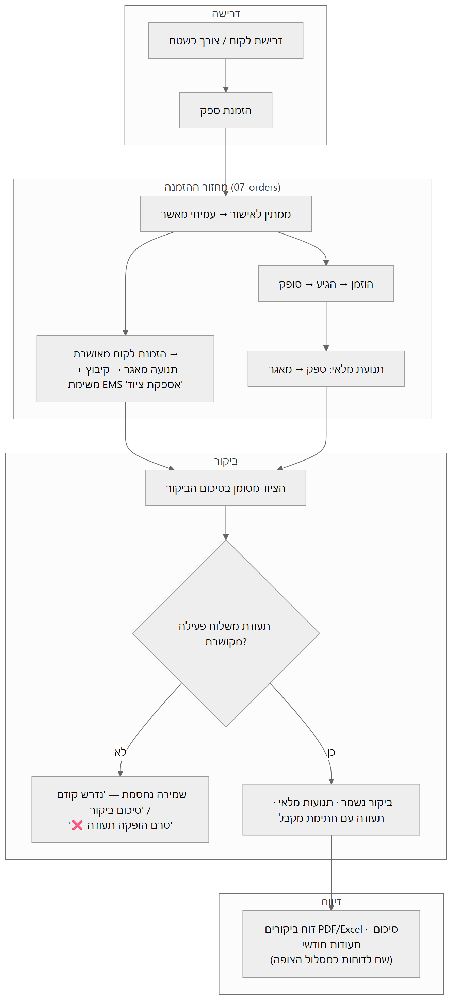 דרישה
דרישת לקוח / צורך בשטח
הזמנת ספק
מחזור ההזמנה (07-orders)
ממתין לאישור → עמיחי מאשר
הוזמן → הגיע → סופק
הזמנת לקוח מאושרת →
תנועה מאגר → קיבוץ +
משימת EMS 'אספקת ציוד'
תנועת מלאי: ספק → מאגר
ביקור
הציוד מסומן בסיכום הביקור
תעודת משלוח פעילה
מקושרת?
לא
כן
שמירה נחסמת — 'נדרש קודם
סיכום ביקור' /
'טרם הופקה תעודה ❌'
ביקור נשמר · תנועות מלאי ·
תעודה עם חתימת מקבל
דיווח
דוח ביקורים PDF/Excel · סיכום
תעודות חודשי
(שם לדוחות במסלול הצופה)